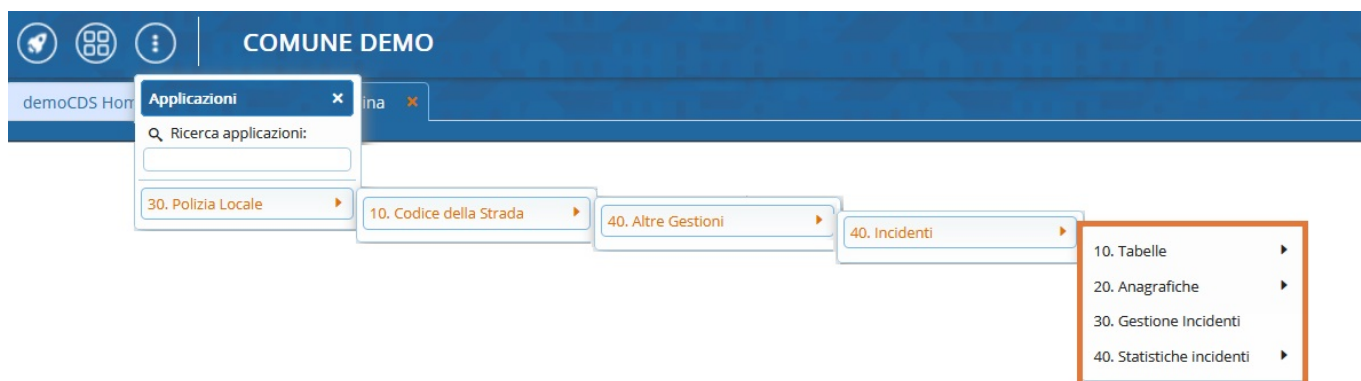 COMUNE DEMO
demoCDS Hom
Applicazioni
ina
Ricerca applicazioni:
30. Polizia Locale
10. Codice della Strada
40. Altre Gestioni
40. Incidenti
10. Tabelle
20. Anagrafiche
30. Gestione Incidenti
40. Statistiche incidenti